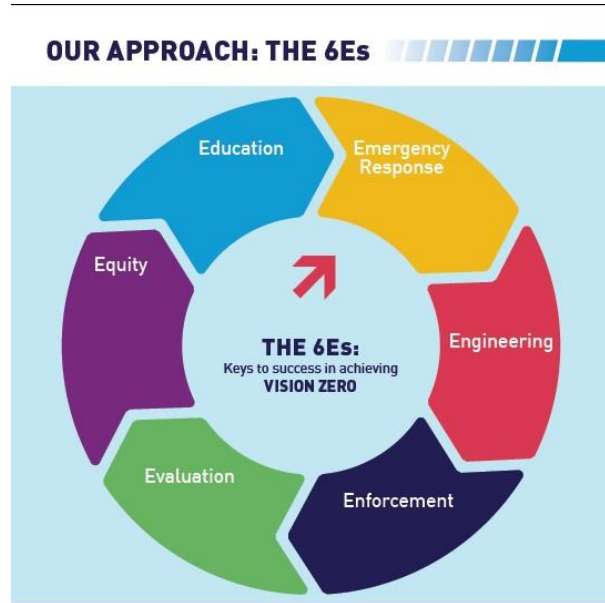 OUR APPROACH: THE 6Es
Education
Emergency
Response
Equity
Engineering
THE 6Es:
Keys to success in achieving
VISION ZERO
Evaluation
Enforcement